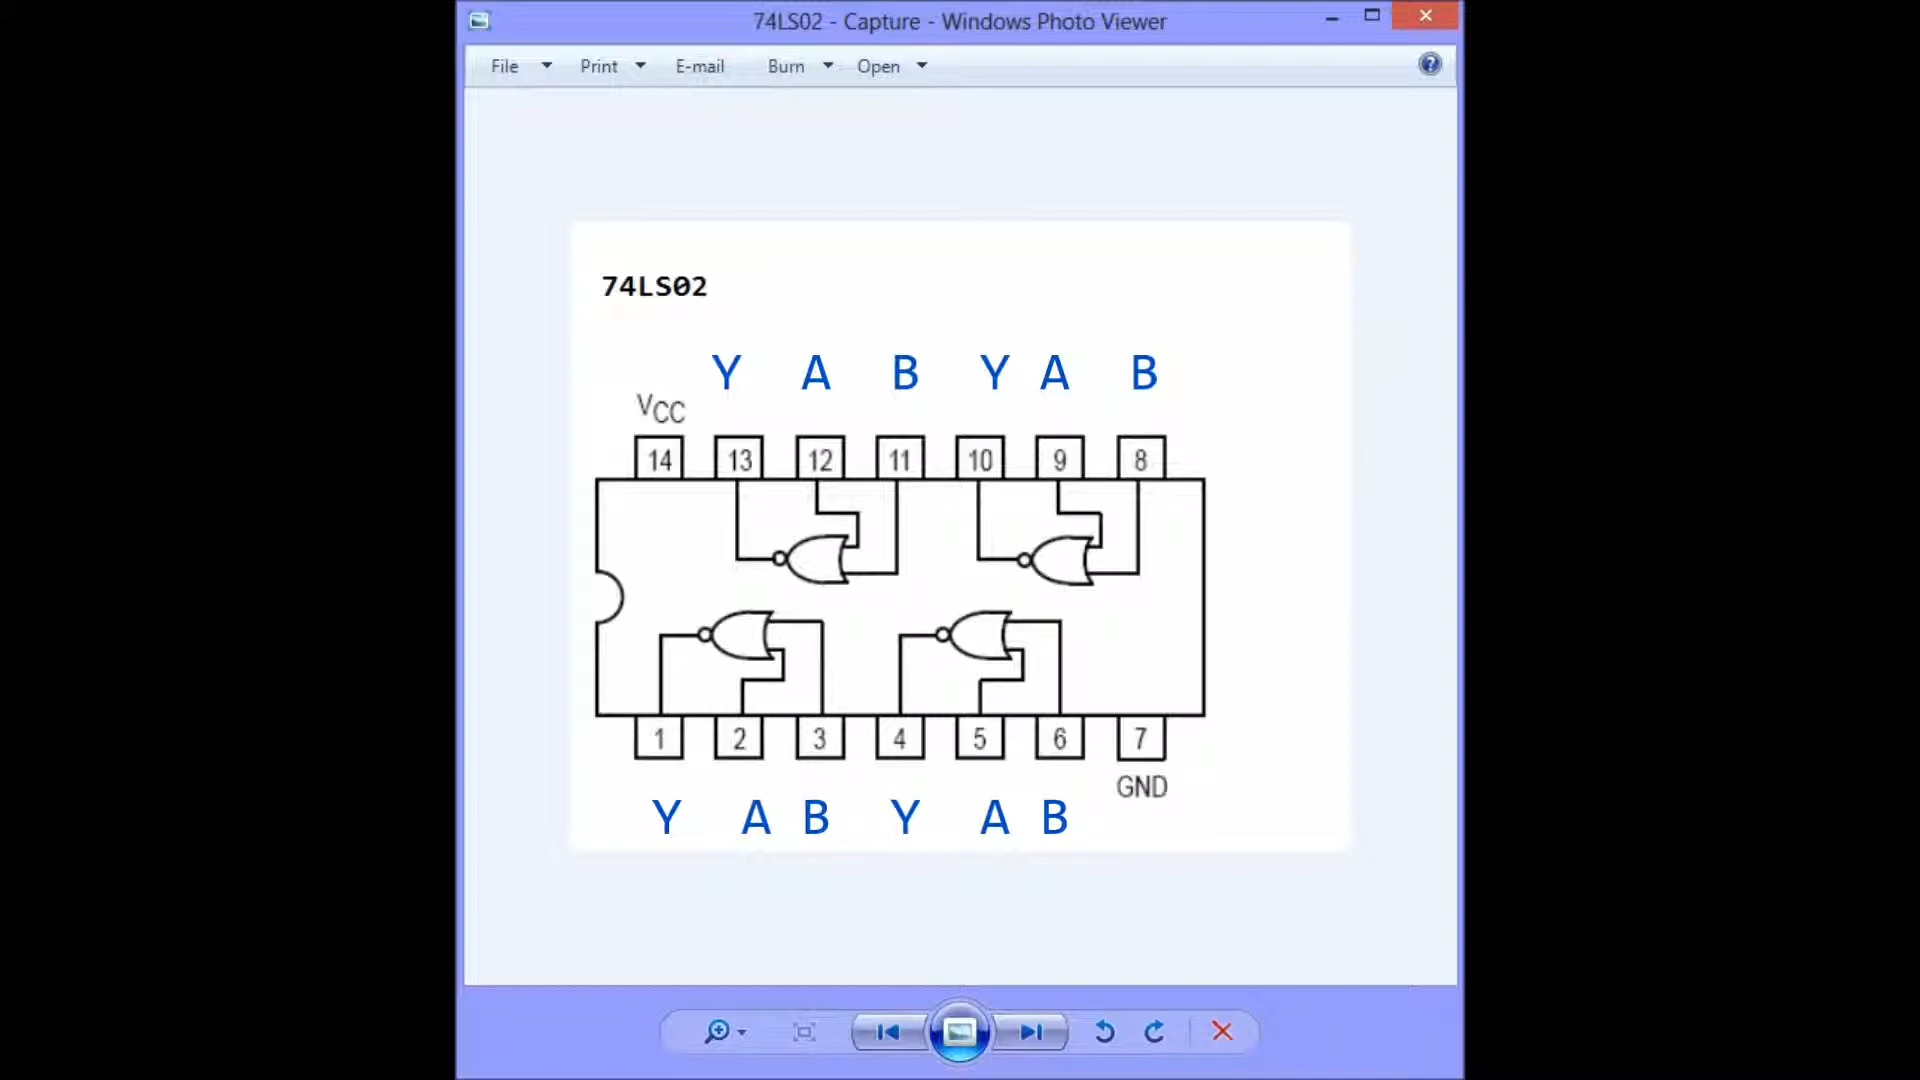 74LS02 - Capture - Windows Photo Viewer
File Print E-mail Burn Open
74LS02
Y A B Y A B
VCC
14 13 12 11 10 9 8
1 2 3 4 5 6 7
GND
Y A B Y A B